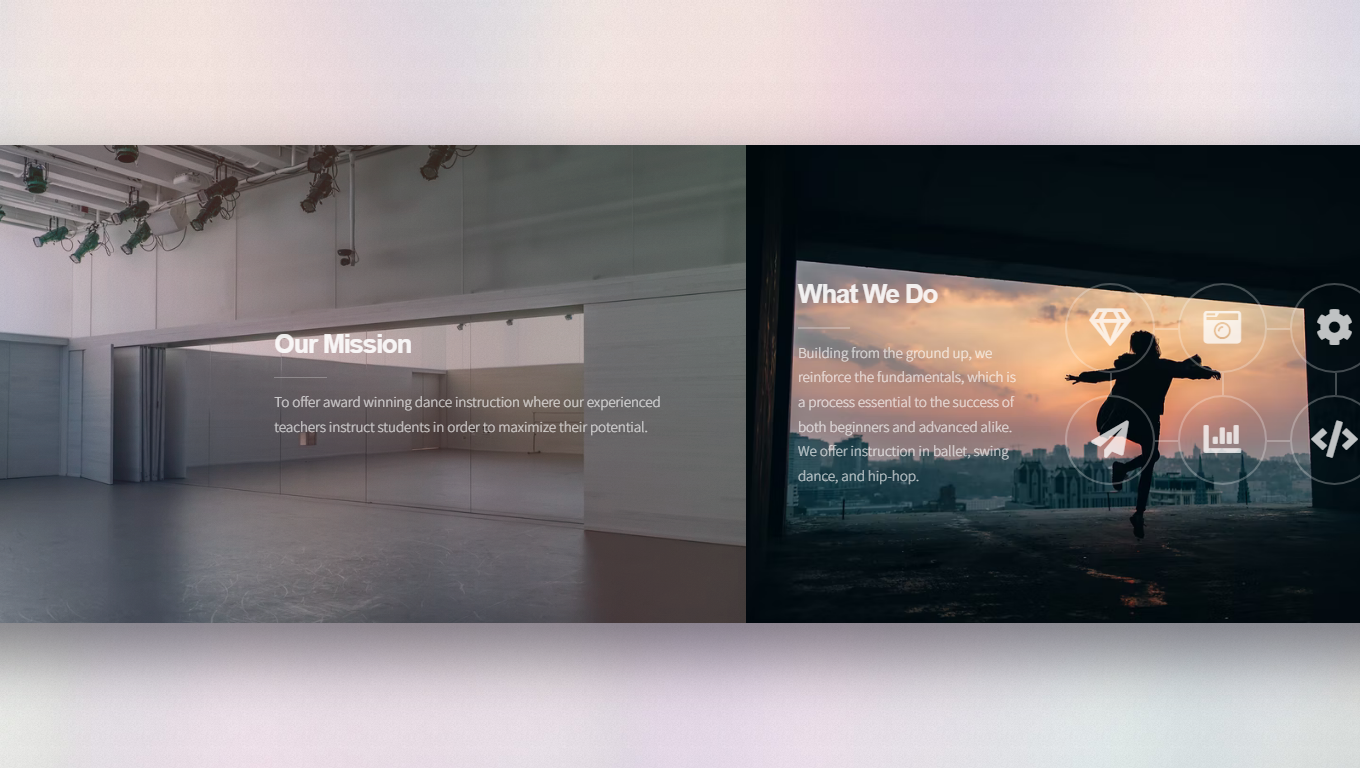 Our Mission
To offer award winning dance instruction where our experienced
teachers instruct students in order to maximize their potential.
What We Do
Building from the ground up, we
reinforce the fundamentals, which is
a process essential to the success of
both beginners and advanced alike.
We offer instruction in ballet, swing
dance, and hip-hop.